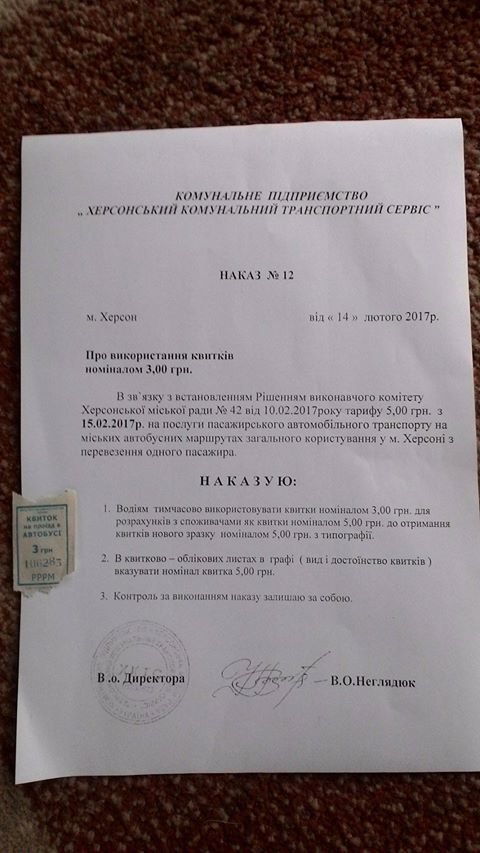 КОМУНАЛЬНЕ ПІДПРИЄМСТВО
„ ХЕРСОНСЬКИЙ КОМУНАЛЬНИЙ ТРАНСПОРТНИЙ СЕРВІС ”
НАКАЗ № 12
м. Херсон від « 14 » лютого 2017р.
Про використання квитків
номіналом 3,00 грн.
В зв`язку з встановленням Рішенням виконавчого комітету
Херсонської міської ради № 42 від 10.02.2017року тарифу 5,00 грн. з
15.02.2017р. на послуги пасажирського автомобільного транспорту на
міських автобусних маршрутах загального користування у м. Херсоні з
перевезення одного пасажира.
Н А К А З У Ю:
1. Водіям тимчасово використовувати квитки номіналом 3,00 грн. для
розрахунків з споживачами як квитки номіналом 5,00 грн. до отримання
квітків нового зразку номіналом 5,00 грн. з типографії.
2. В квитково – облікових листах в графі ( вид і достоїнство квитків )
вказувати номінал квитка 5,00 грн.
3. Контроль за виконанням наказу залишаю за собою.
В .о. Директора В.О.Неглядюк
КВИТОК
на проїзд в
АВТОБУСІ
3 грн
РРРМ